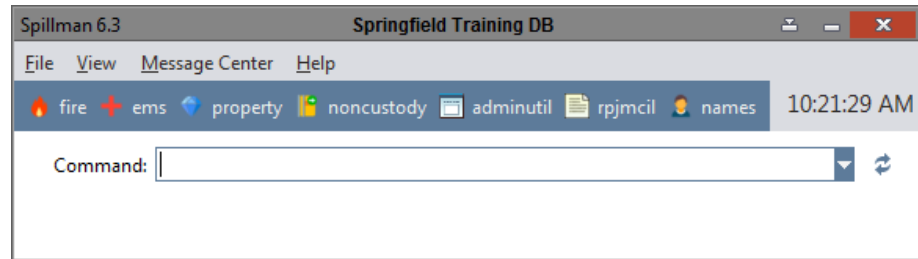 Spillman 6.3 Springfield Training DB
File View Message Center Help
fire ems property noncustody adminutil rpjmcil names 10:21:29 AM
Command: